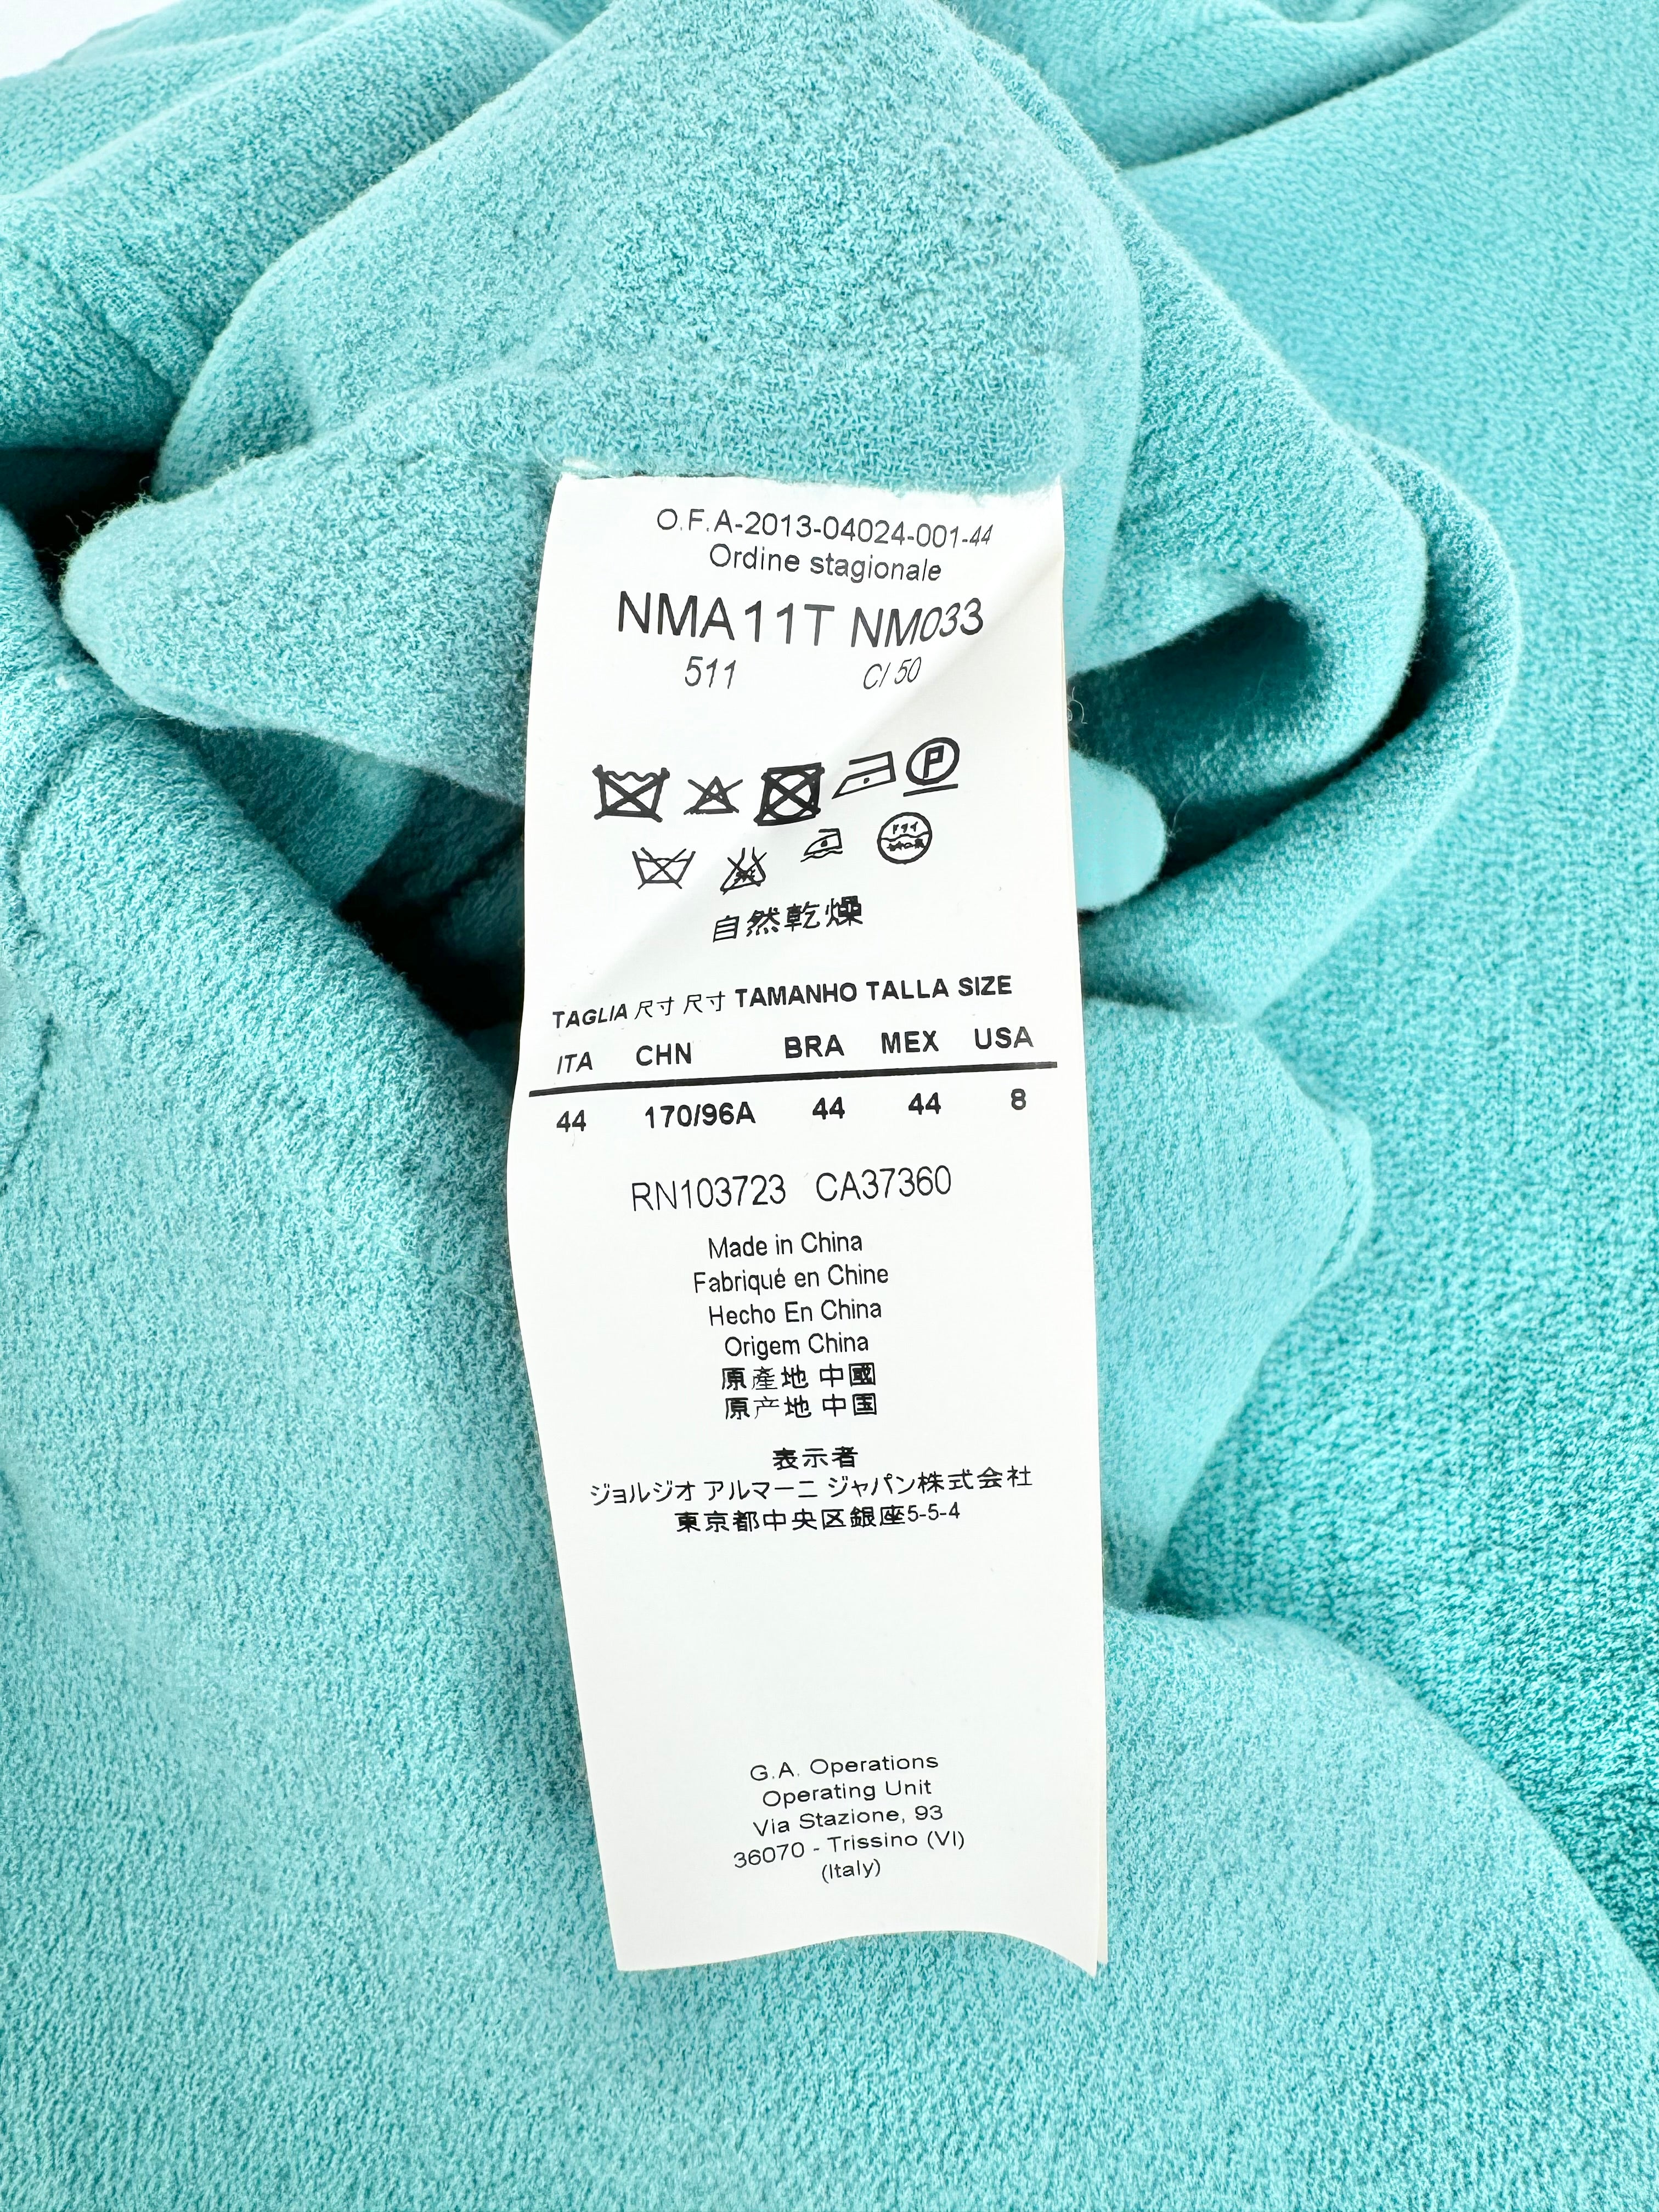 O.F.A-2013-04024-001-44
Ordine stagionale
NMA11T NM033
511 C/ 50
P
ドライ
自然乾燥
TAGLIA 尺寸 尺寸 TAMANHO TALLA SIZE
ITA CHN BRA MEX USA
44 170/96A 44 44 8
RN103723 CA37360
Made in China
Fabriqué en Chine
Hecho En China
Origem China
原產地 中國
原产地 中国
表示者
ジョルジオ アルマーニ ジャパン株式会社
東京都中央区銀座5-5-4
G.A. Operations
Operating Unit
Via Stazione, 93
36070 - Trissino (VI)
(Italy)